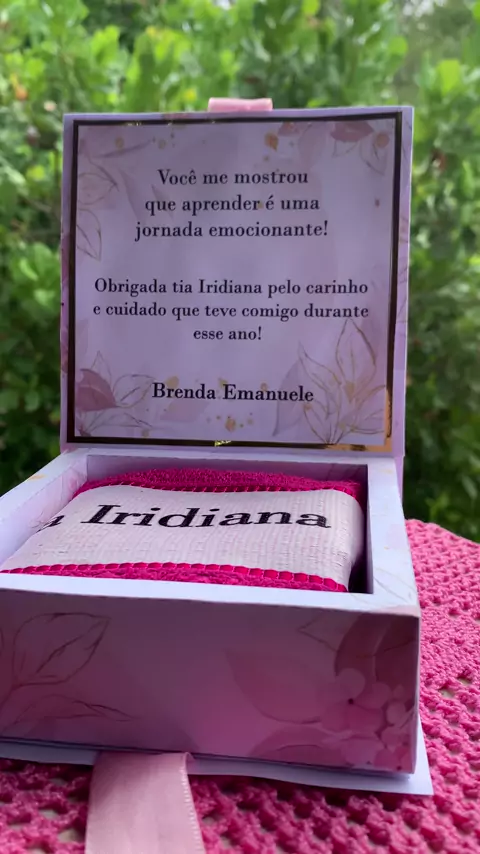 Você me mostrou
que aprender é uma
jornada emocionante!
Obrigada tia Iridiana pelo carinho
e cuidado que teve comigo durante
esse ano!
Brenda Emanuele
a Iridiana